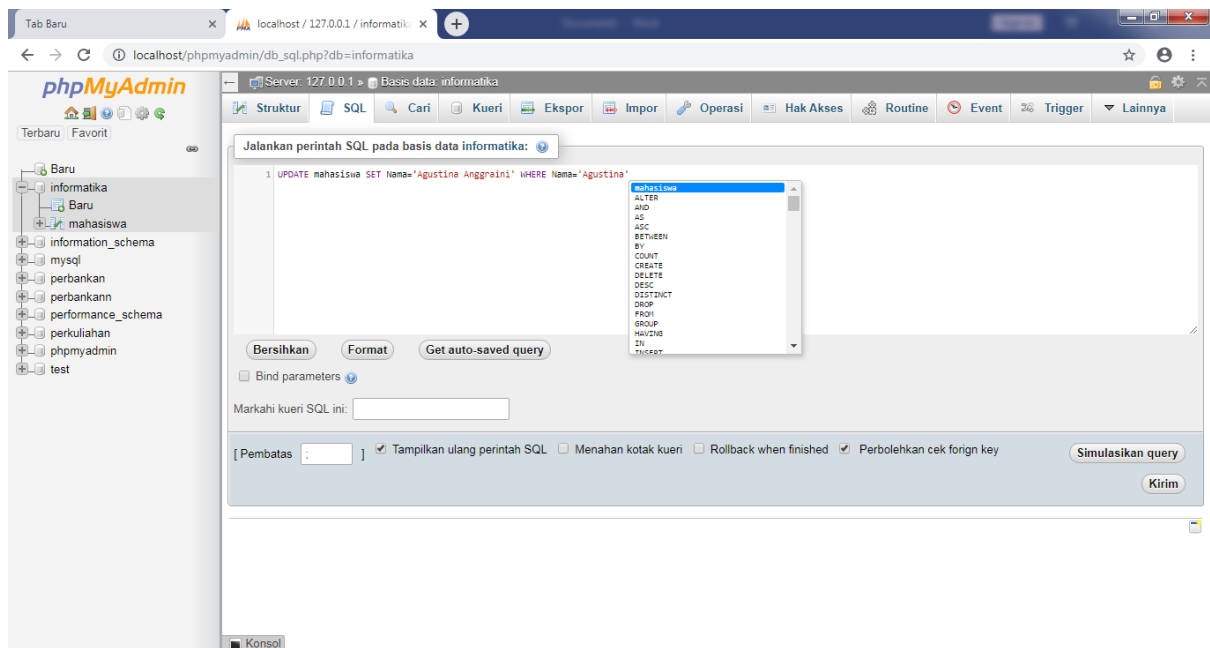 Tab Baru
localhost / 127.0.0.1 / informatika
localhost/phpmyadmin/db_sql.php?db=informatika
phpMyAdmin
Terbaru Favorit
Baru
informatika
Baru
mahasiswa
information_schema
mysql
perbankan
perbankann
performance_schema
perkuliahan
phpmyadmin
test
Server: 127.0.0.1 » Basis data: informatika
Struktur SQL Cari Kueri Ekspor Impor Operasi Hak Akses Routine Event Trigger Lainnya
Jalankan perintah SQL pada basis data informatika:
1 UPDATE mahasiswa SET Nama='Agustina Anggraini' WHERE Nama='Agustina'
mahasiswa
ALTER
AND
AS
ASC
BETWEEN
BY
COUNT
CREATE
DELETE
DESC
DISTINCT
DROP
FROM
GROUP
HAVING
IN
INSERT
Bersihkan Format Get auto-saved query
Bind parameters
Markahi kueri SQL ini:
[ Pembatas ; ] Tampilkan ulang perintah SQL Menahan kotak kueri Rollback when finished Perbolehkan cek forign key
Simulasikan query
Kirim
Konsol